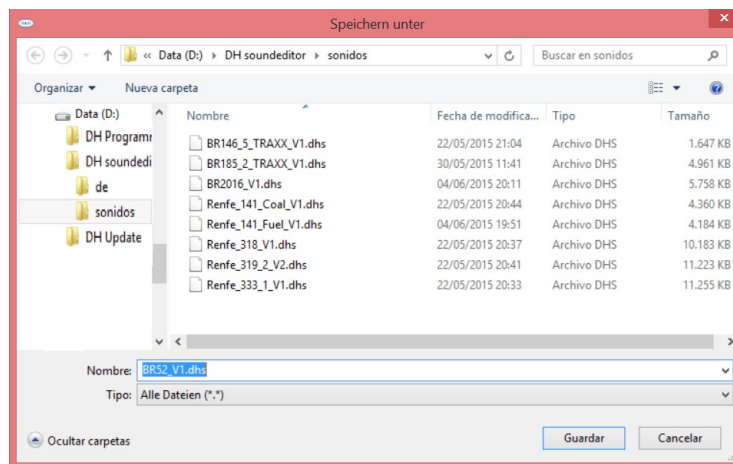 Speichern unter
« Data (D:) DH soundeditor sonidos Buscar en sonidos
Organizar Nueva carpeta
Data (D:)
DH Programr
DH soundedi
de
sonidos
DH Update
Nombre Fecha de modifica... Tipo Tamaño
BR146_5_TRAXX_V1.dhs 22/05/2015 21:04 Archivo DHS 1.647 KB
BR185_2_TRAXX_V1.dhs 30/05/2015 11:41 Archivo DHS 4.961 KB
BR2016_V1.dhs 04/06/2015 20:11 Archivo DHS 5.758 KB
Renfe_141_Coal_V1.dhs 22/05/2015 20:44 Archivo DHS 4.360 KB
Renfe_141_Fuel_V1.dhs 04/06/2015 19:51 Archivo DHS 4.184 KB
Renfe_318_V1.dhs 22/05/2015 20:37 Archivo DHS 10.183 KB
Renfe_319_2_V2.dhs 22/05/2015 20:41 Archivo DHS 11.223 KB
Renfe_333_1_V1.dhs 22/05/2015 20:33 Archivo DHS 11.255 KB
Nombre: BR52_V1.dhs
Tipo: Alle Dateien (*.*)
Ocultar carpetas Guardar Cancelar